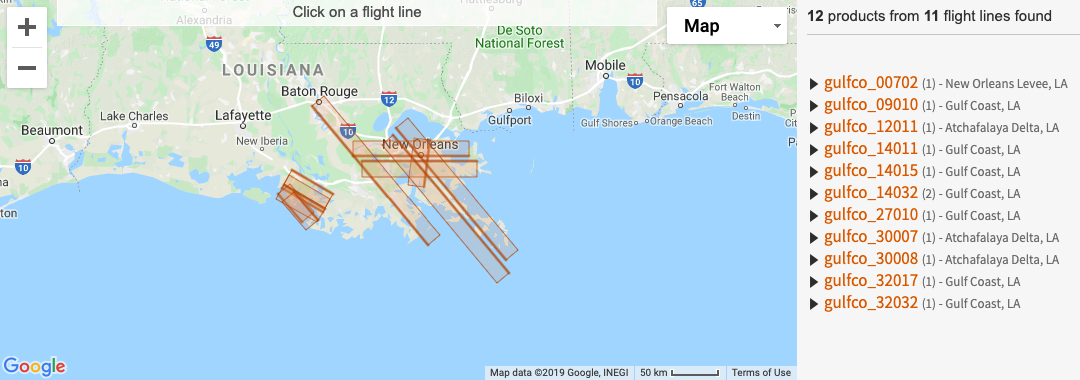 Click on a flight line
Map
Alexandria
Hattiesburg
De Soto
National Forest
65
49
LOUISIANA
Baton Rouge
12
Mobile
10
Biloxi
Gulfport
Pensacola
Fort Walton
Beach
Destin
Gulf Shores
Orange Beach
Lake Charles
Lafayette
New Iberia
Beaumont
10
10
New Orleans
Google
Map data ©2019 Google, INEGI
50 km
Terms of Use
12 products from 11 flight lines found
gulfco_00702 (1) - New Orleans Levee, LA
gulfco_09010 (1) - Gulf Coast, LA
gulfco_12011 (1) - Atchafalaya Delta, LA
gulfco_14011 (1) - Gulf Coast, LA
gulfco_14015 (1) - Gulf Coast, LA
gulfco_14032 (2) - Gulf Coast, LA
gulfco_27010 (1) - Gulf Coast, LA
gulfco_30007 (1) - Atchafalaya Delta, LA
gulfco_30008 (1) - Atchafalaya Delta, LA
gulfco_32017 (1) - Gulf Coast, LA
gulfco_32032 (1) - Gulf Coast, LA